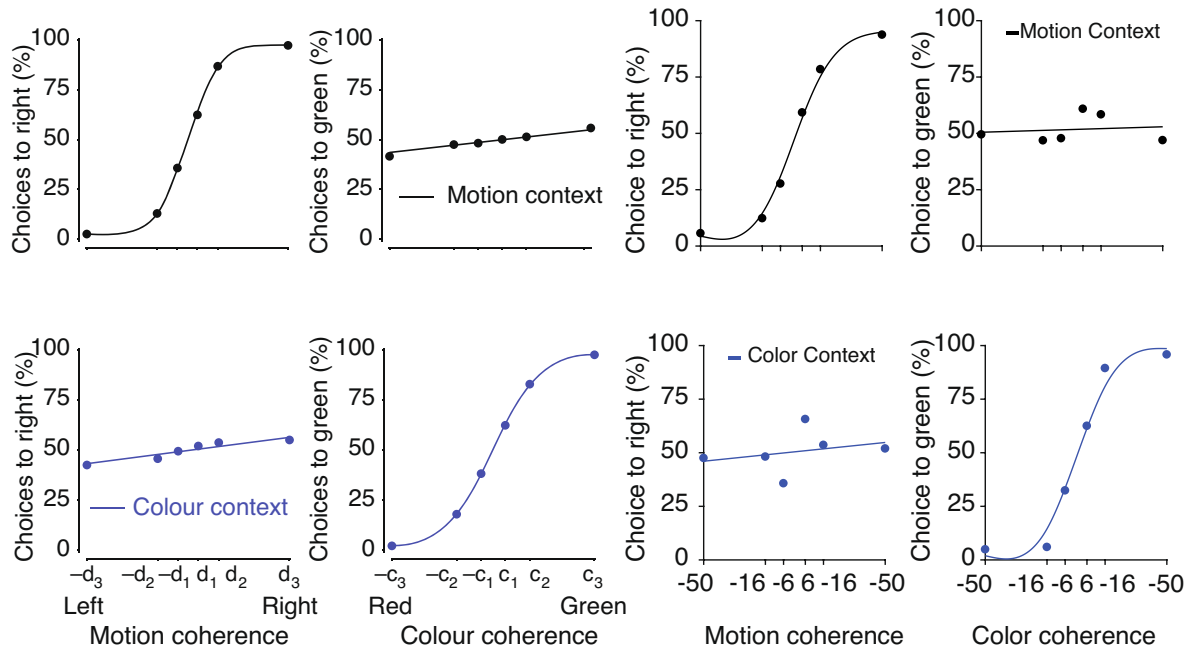 Choices to right (%)
100
75
50
25
0
Choices to green (%)
100
75
50
25
0
Motion context
Choice to right (%)
100
75
50
25
0
Choice to green (%)
100
75
50
25
0
Motion Context
Choices to right (%)
100
75
50
25
0
Colour context
−d3 −d2 −d1 d1 d2 d3
Left Right
Motion coherence
Choices to green (%)
100
75
50
25
0
−c3 −c2 −c1 c1 c2 c3
Red Green
Colour coherence
Choice to right (%)
100
75
50
25
0
Color Context
-50 -16 -6 6 -16 -50
Motion coherence
Choice to green (%)
100
75
50
25
0
-50 -16 -6 6 -16 -50
Color coherence